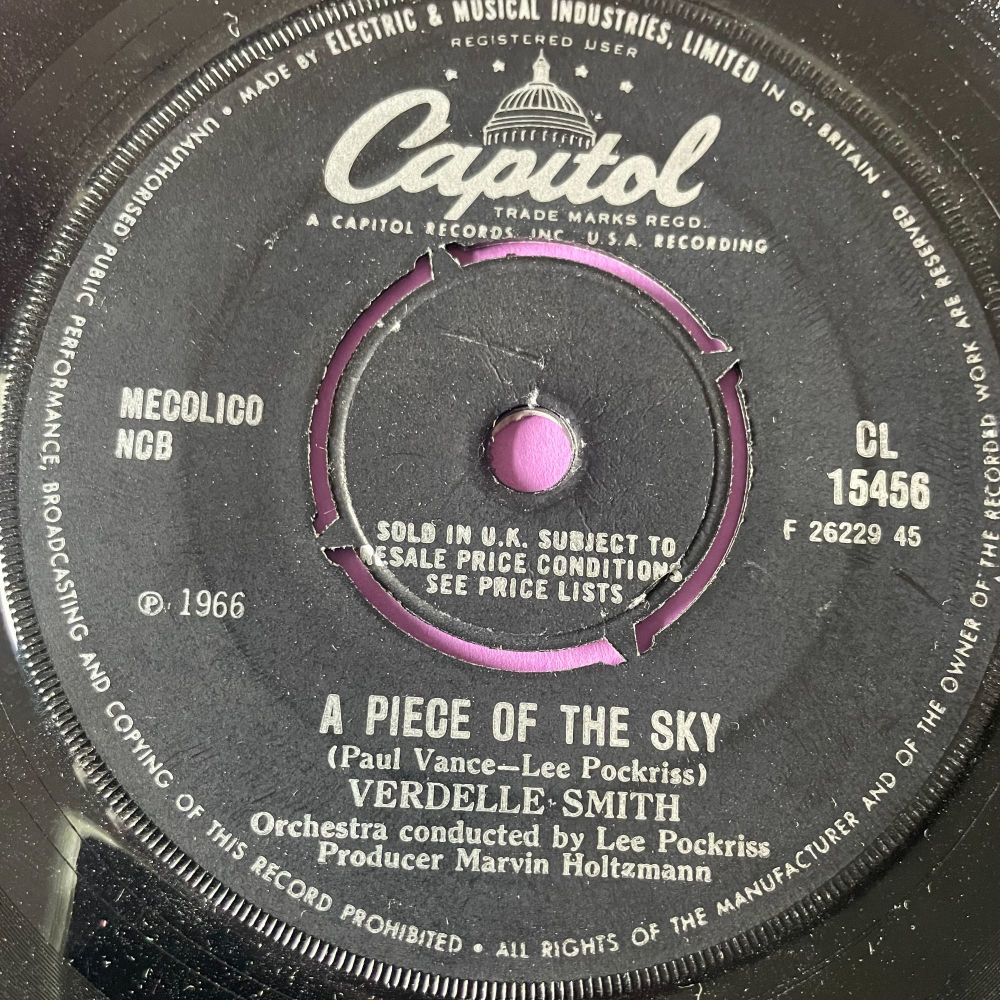 MADE BY ELECTRIC & MUSICAL INDUSTRIES, LIMITED IN GT. BRITAIN • ALL RIGHTS OF THE MANUFACTURER AND OF THE OWNER OF THE RECORDED WORK ARE RESERVED • UNAUTHORISED PUBLIC PERFORMANCE, BROADCASTING AND COPYING OF THIS RECORD PROHIBITED •
REGISTERED USER
Capitol
TRADE MARKS REGD.
A CAPITOL RECORDS, INC., U.S.A. RECORDING
MECOLICO
NCB
CL
15456
F 26229 45
SOLD IN U.K. SUBJECT TO
RESALE PRICE CONDITIONS,
SEE PRICE LISTS
℗ 1966
A PIECE OF THE SKY
(Paul Vance—Lee Pockriss)
VERDELLE SMITH
Orchestra conducted by Lee Pockriss
Producer Marvin Holtzmann